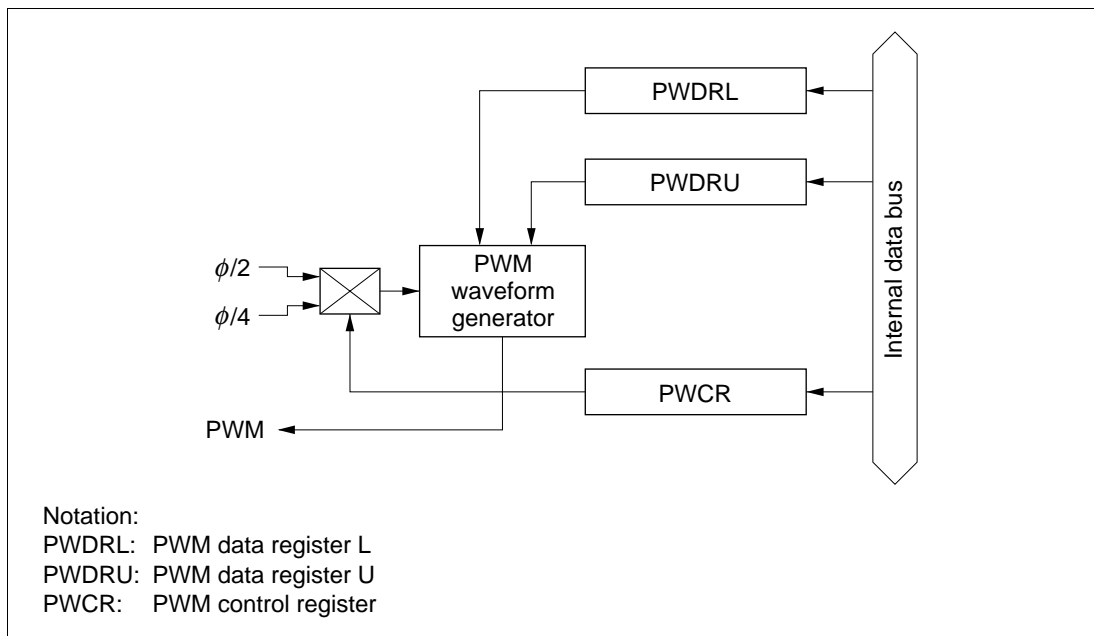 PWDRL
PWDRU
Internal data bus
ϕ/2
ϕ/4
PWM
waveform
generator
PWCR
PWM
Notation:
PWDRL: PWM data register L
PWDRU: PWM data register U
PWCR: PWM control register